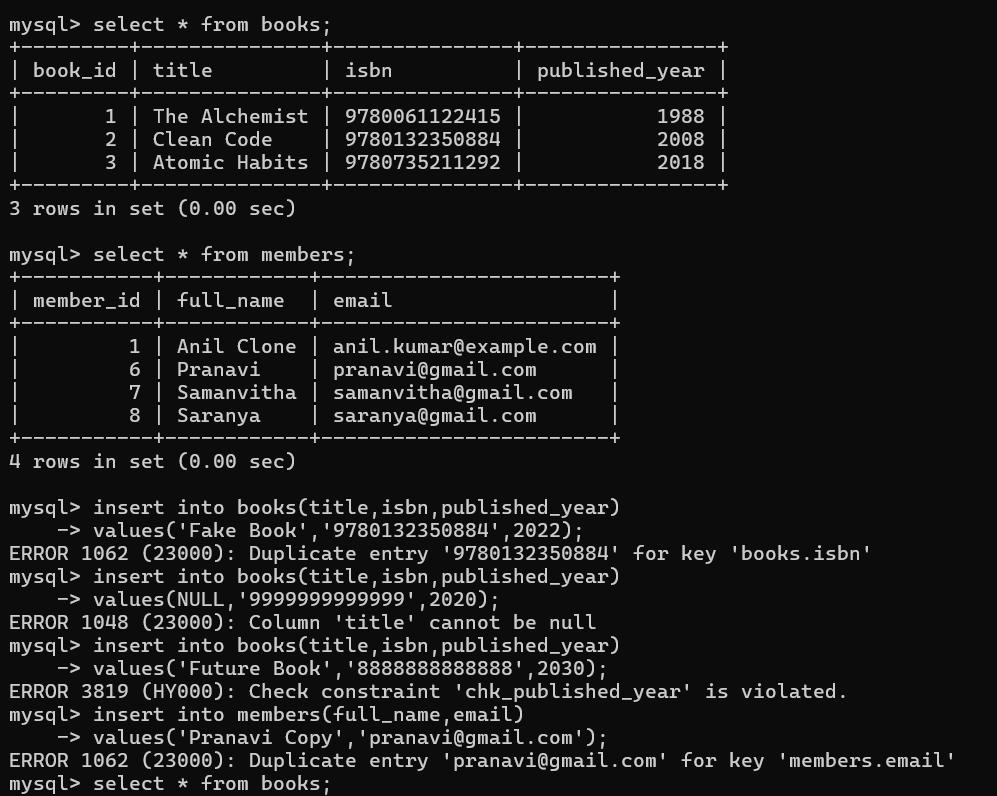 mysql> select * from books;
+---------+---------------+---------------+----------------+
| book_id | title         | isbn          | published_year |
+---------+---------------+---------------+----------------+
|       1 | The Alchemist | 9780061122415 |           1988 |
|       2 | Clean Code    | 9780132350884 |           2008 |
|       3 | Atomic Habits | 9780735211292 |           2018 |
+---------+---------------+---------------+----------------+
3 rows in set (0.00 sec)

mysql> select * from members;
+-----------+------------+------------------------+
| member_id | full_name  | email                  |
+-----------+------------+------------------------+
|         1 | Anil Clone | anil.kumar@example.com |
|         6 | Pranavi    | pranavi@gmail.com      |
|         7 | Samanvitha | samanvitha@gmail.com   |
|         8 | Saranya    | saranya@gmail.com      |
+-----------+------------+------------------------+
4 rows in set (0.00 sec)

mysql> insert into books(title,isbn,published_year)
    -> values('Fake Book','9780132350884',2022);
ERROR 1062 (23000): Duplicate entry '9780132350884' for key 'books.isbn'
mysql> insert into books(title,isbn,published_year)
    -> values(NULL,'9999999999999',2020);
ERROR 1048 (23000): Column 'title' cannot be null
mysql> insert into books(title,isbn,published_year)
    -> values('Future Book','8888888888888',2030);
ERROR 3819 (HY000): Check constraint 'chk_published_year' is violated.
mysql> insert into members(full_name,email)
    -> values('Pranavi Copy','pranavi@gmail.com');
ERROR 1062 (23000): Duplicate entry 'pranavi@gmail.com' for key 'members.email'
mysql> select * from books;